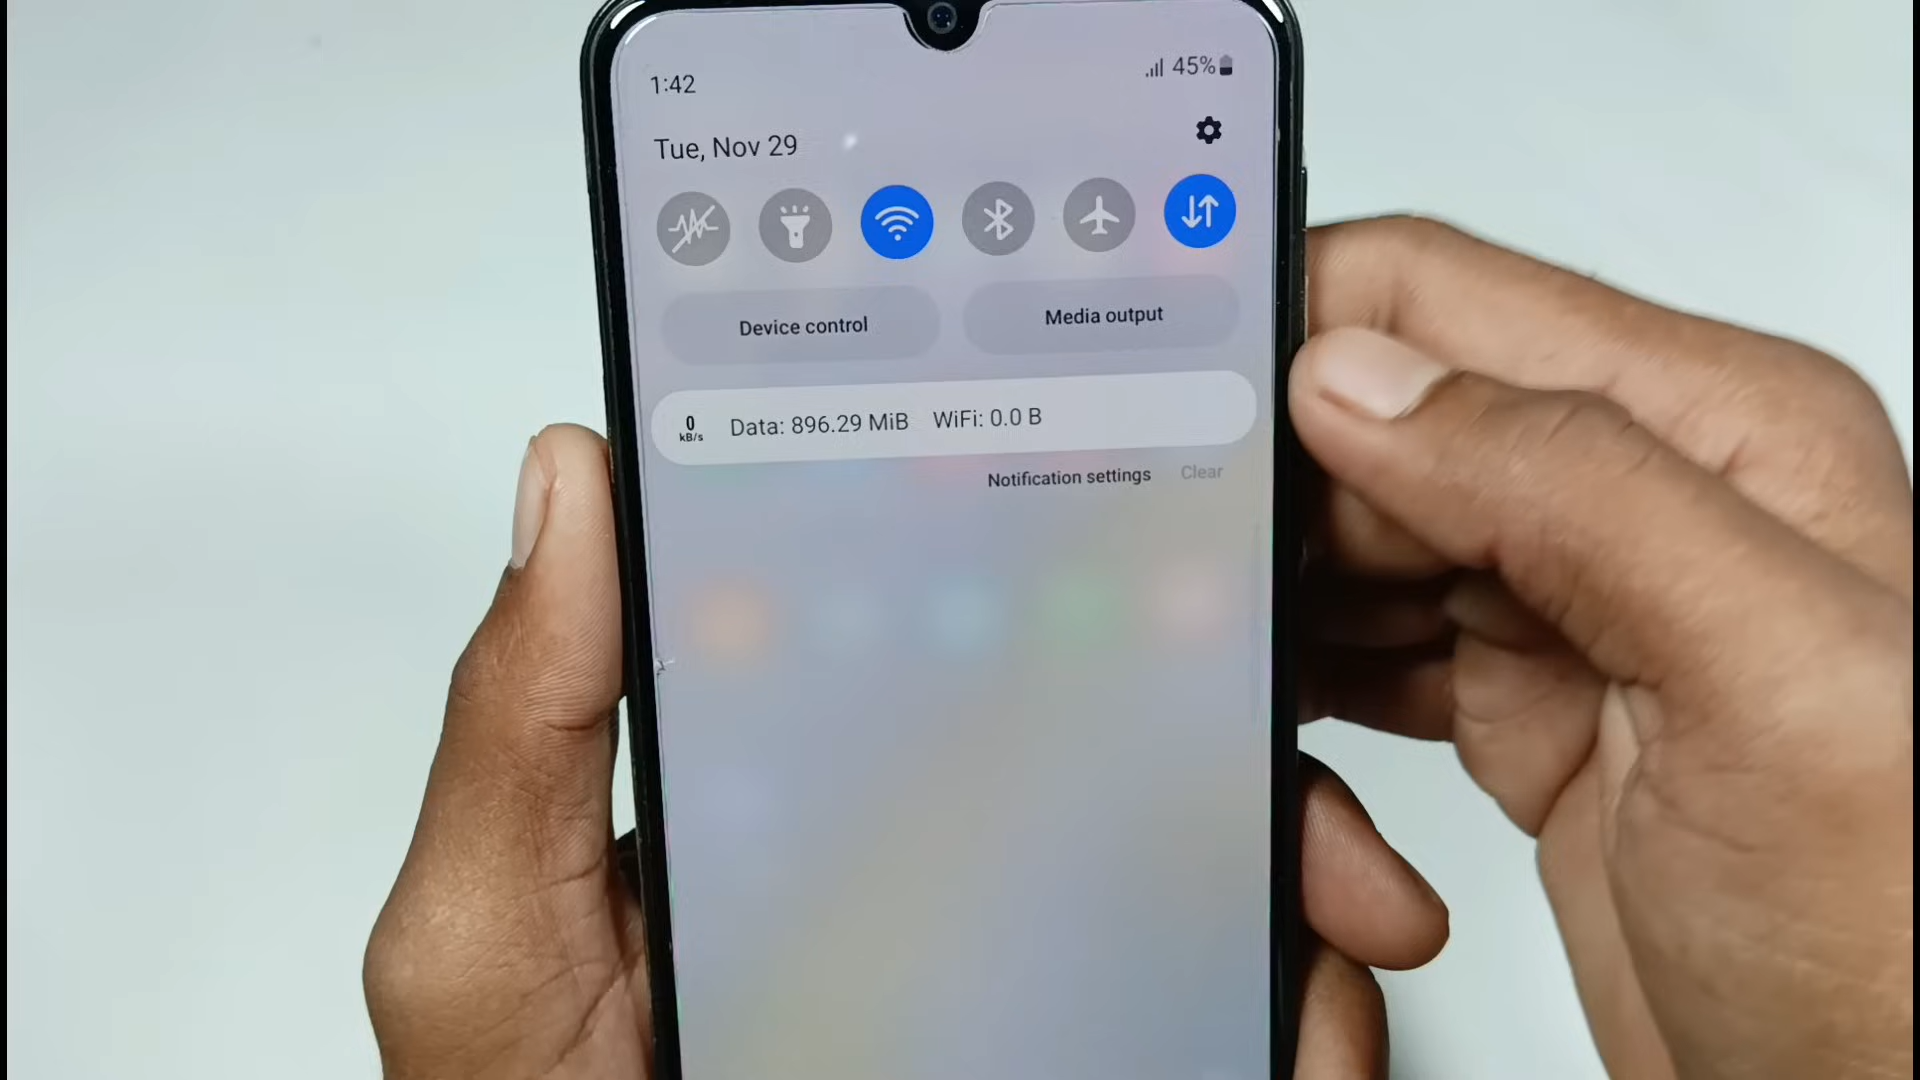 1:42
45%
Tue, Nov 29
Device control
Media output
0
kB/s
Data: 896.29 MiB WiFi: 0.0 B
Notification settings
Clear